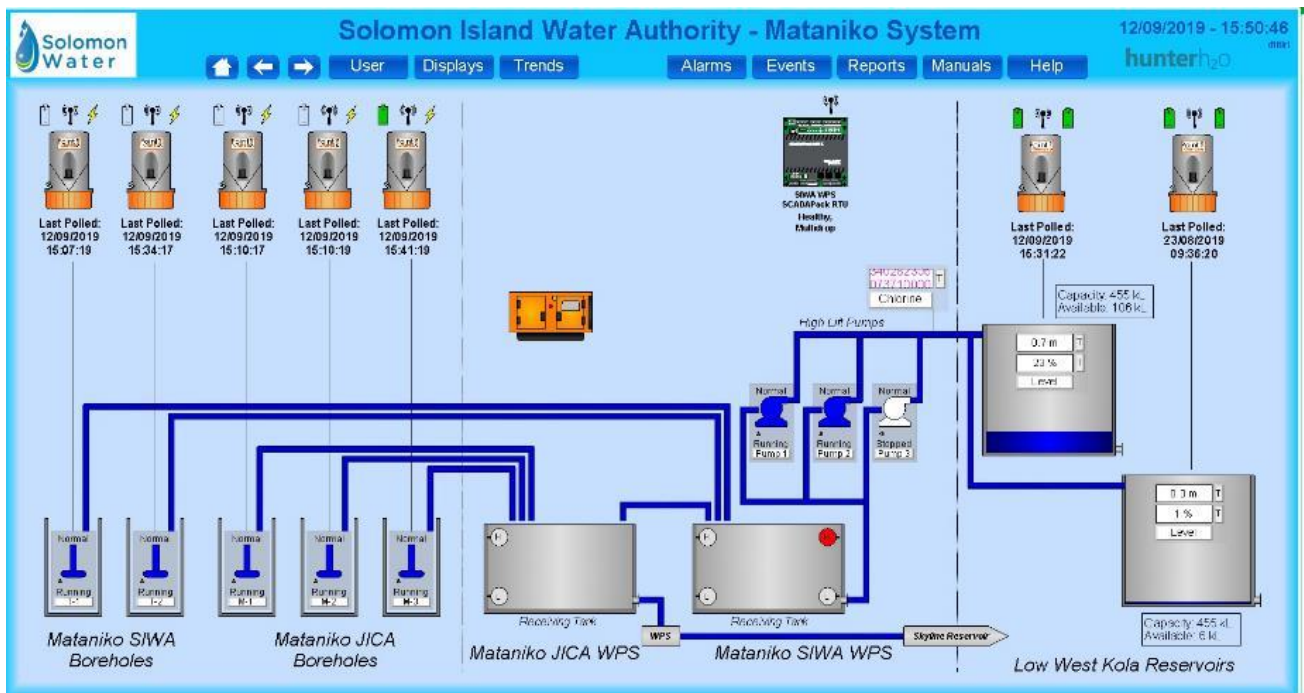 Solomon Water
Solomon Island Water Authority - Mataniko System
12/09/2019 - 15:50:46
hunterh2o
User
Displays
Trends
Alarms
Events
Reports
Manuals
Help
Last Polled:
12/09/2019
15:07:19
Last Polled:
12/09/2019
15:34:17
Last Polled:
12/09/2019
15:10:17
Last Polled:
12/09/2019
15:10:19
Last Polled:
12/09/2019
15:41:19
SIWA WPS
SCADAPack RTU
Healthy,
Multidrop
Last Polled:
12/09/2019
15:31:22
Last Polled:
23/08/2019
09:36:20
Chlorine
T
High Lift Pumps
Capacity: 455 kL
Available: 106 kL
0.7 m
T
23 %
T
Level
Normal
Running
Pump 1
Normal
Running
Pump 2
Normal
Stopped
Pump 3
0.3 m
T
1 %
T
Level
Capacity: 455 kL
Available: 6 kL
Normal
Running
Normal
Running
Normal
Running
M-1
Normal
Running
M-2
Normal
Running
M-3
H
L
H
H
L
L
Receiving Tank
Receiving Tank
WPS
Skyline Reservoir
Mataniko SIWA
Boreholes
Mataniko JICA
Boreholes
Mataniko JICA WPS
Mataniko SIWA WPS
Low West Kola Reservoirs